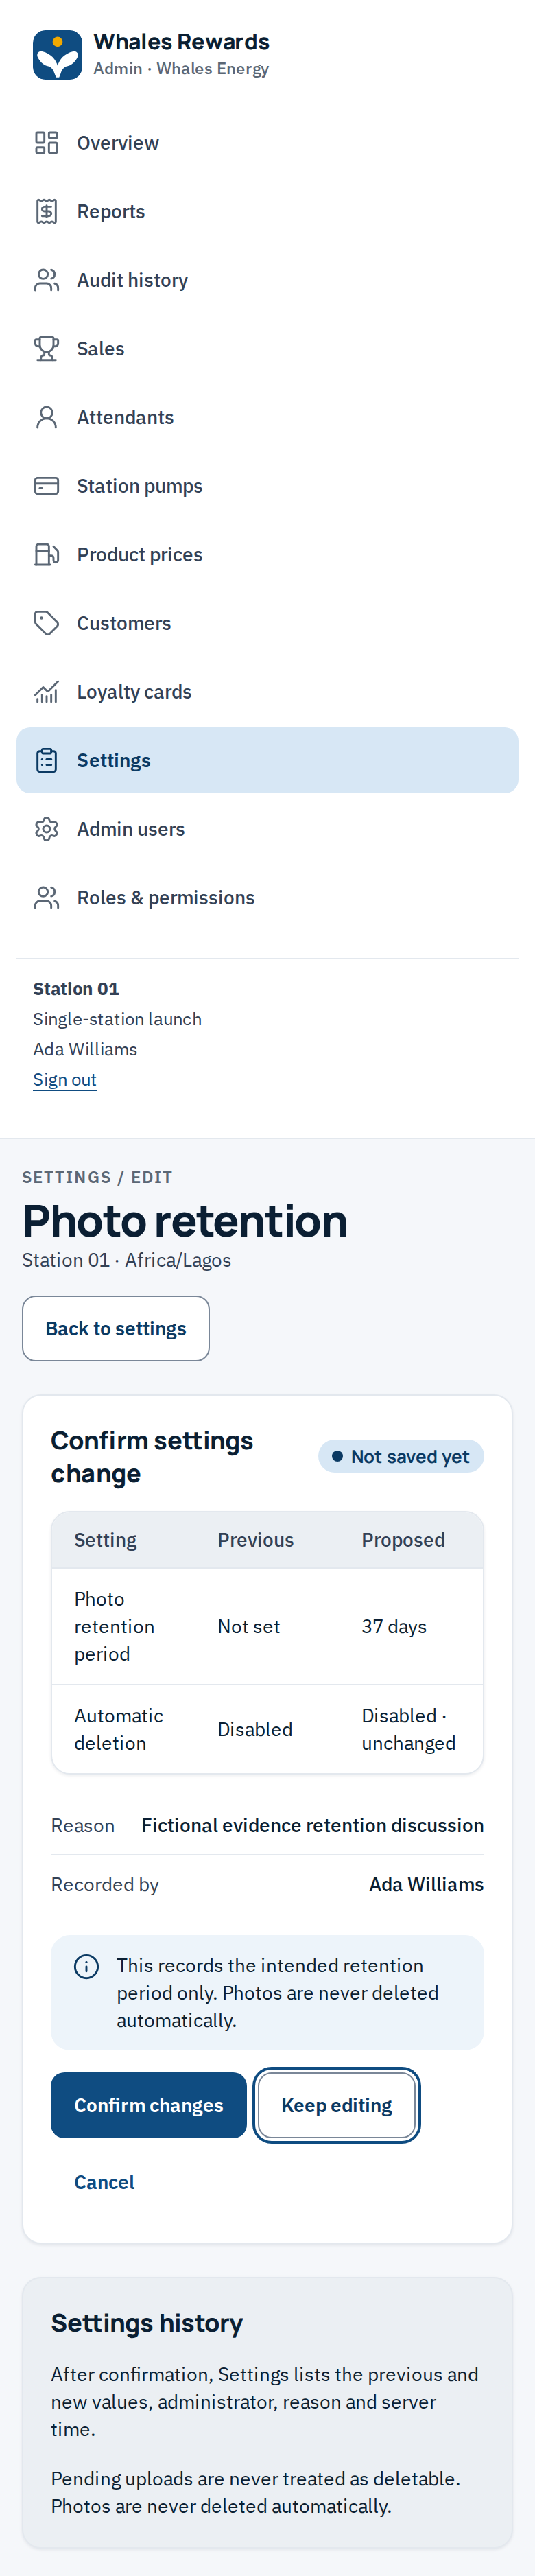 Whales Rewards
Admin · Whales Energy
Overview
Reports
Audit history
Sales
Attendants
Station pumps
Product prices
Customers
Loyalty cards
Settings
Admin users
Roles & permissions
Station 01
Single-station launch
Ada Williams
Sign out
SETTINGS / EDIT
Photo retention
Station 01 · Africa/Lagos
Back to settings
Confirm settings
change
Not saved yet
Setting Previous Proposed
Photo
retention
period
Not set
37 days
Automatic
deletion
Disabled
Disabled ·
unchanged
Reason Fictional evidence retention discussion
Recorded by Ada Williams
This records the intended retention
period only. Photos are never deleted
automatically.
Confirm changes
Keep editing
Cancel
Settings history
After confirmation, Settings lists the previous and
new values, administrator, reason and server
time.
Pending uploads are never treated as deletable.
Photos are never deleted automatically.